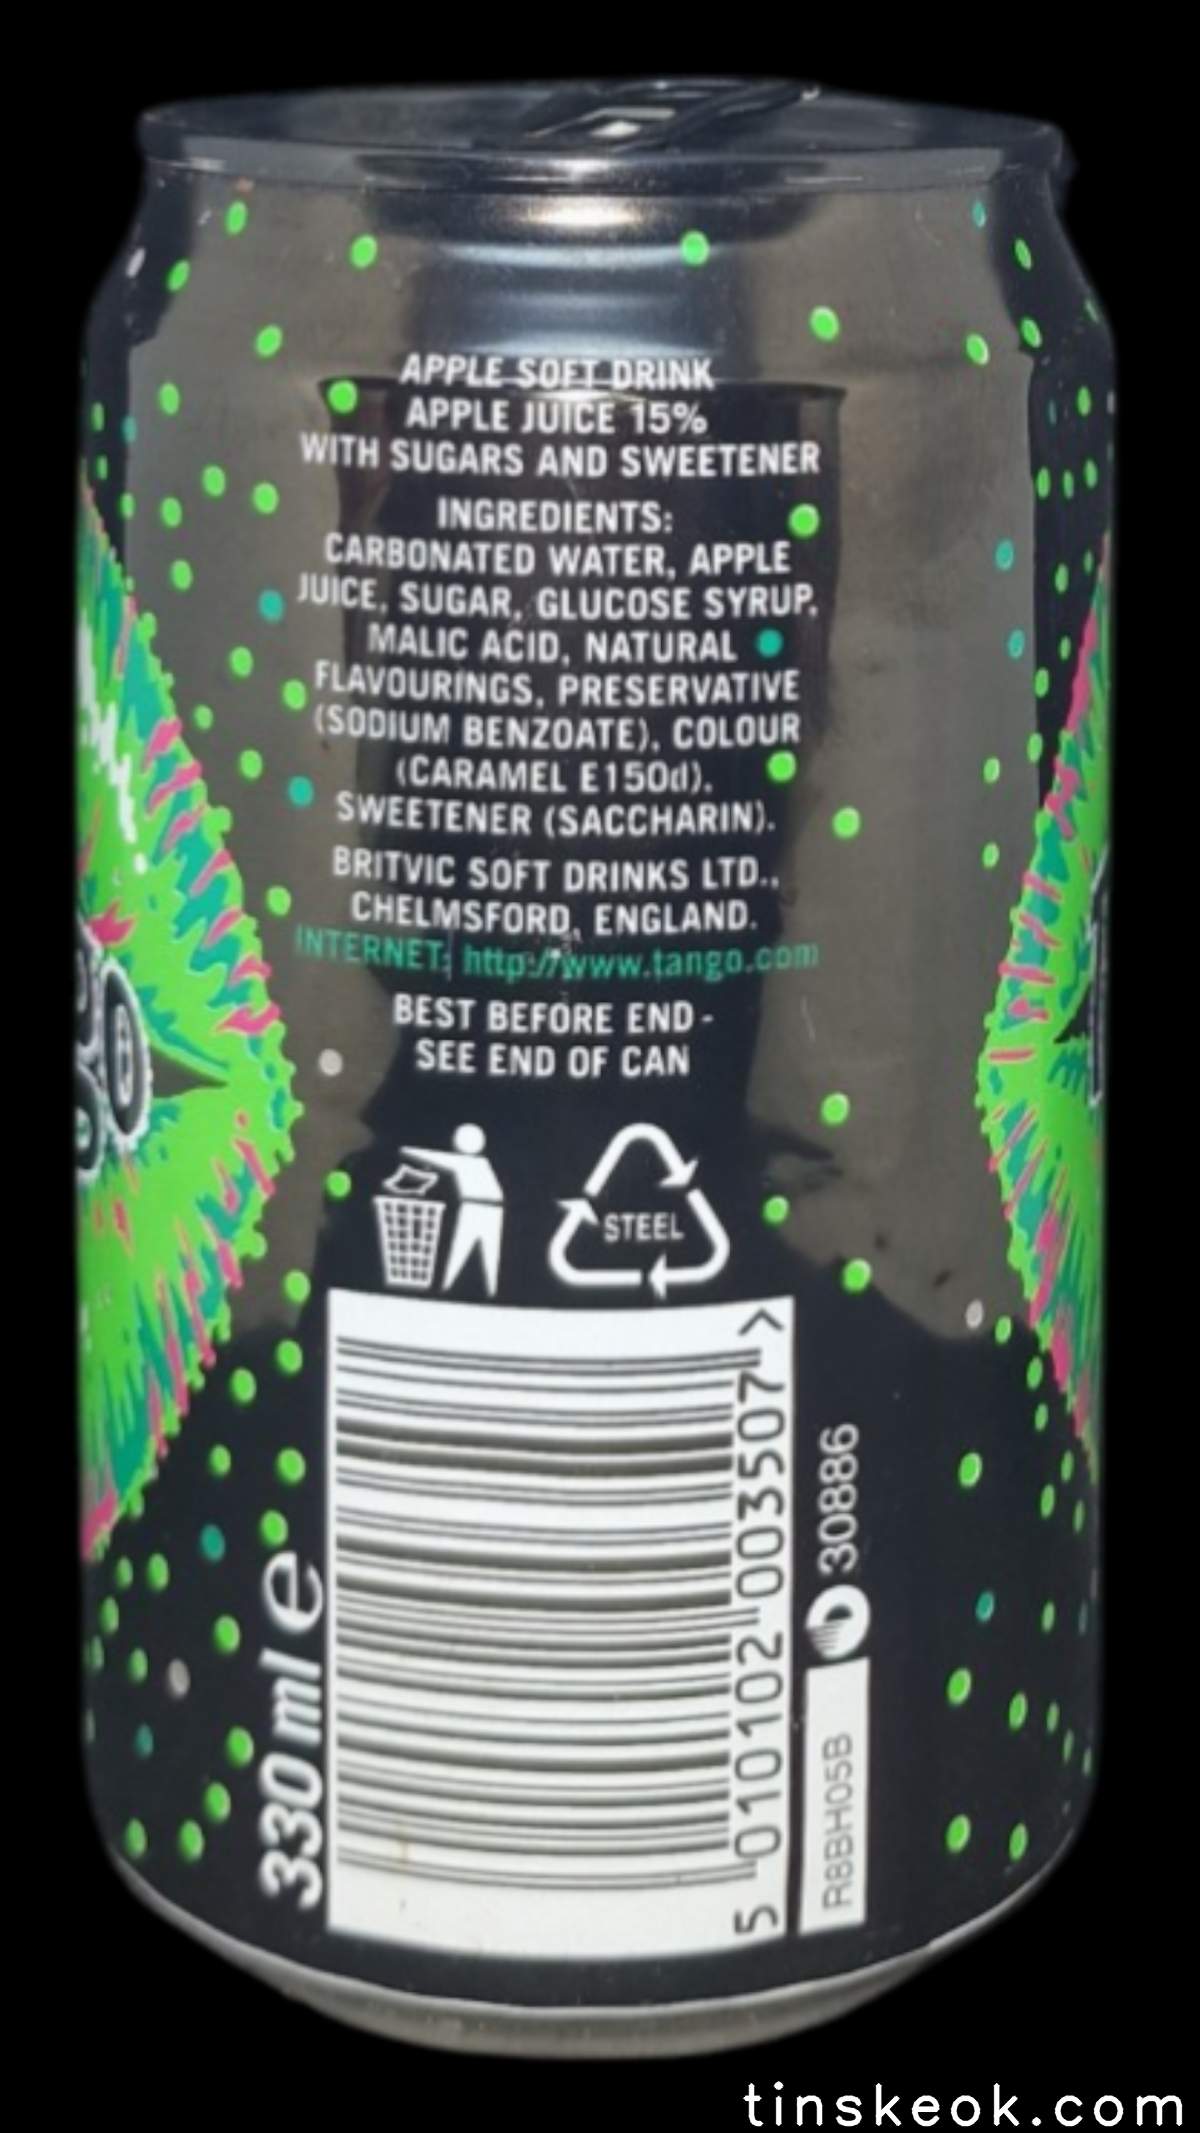 APPLE SOFT DRINK
APPLE JUICE 15%
WITH SUGARS AND SWEETENER
INGREDIENTS:
CARBONATED WATER, APPLE
JUICE, SUGAR, GLUCOSE SYRUP,
MALIC ACID, NATURAL
FLAVOURINGS, PRESERVATIVE
(SODIUM BENZOATE), COLOUR
(CARAMEL E150d),
SWEETENER (SACCHARIN).
BRITVIC SOFT DRINKS LTD.,
CHELMSFORD, ENGLAND.
INTERNET: http://www.tango.com
BEST BEFORE END -
SEE END OF CAN
STEEL
330 ml e
5 010102 003507 >
30886
R8BH05B
tinskeok.com